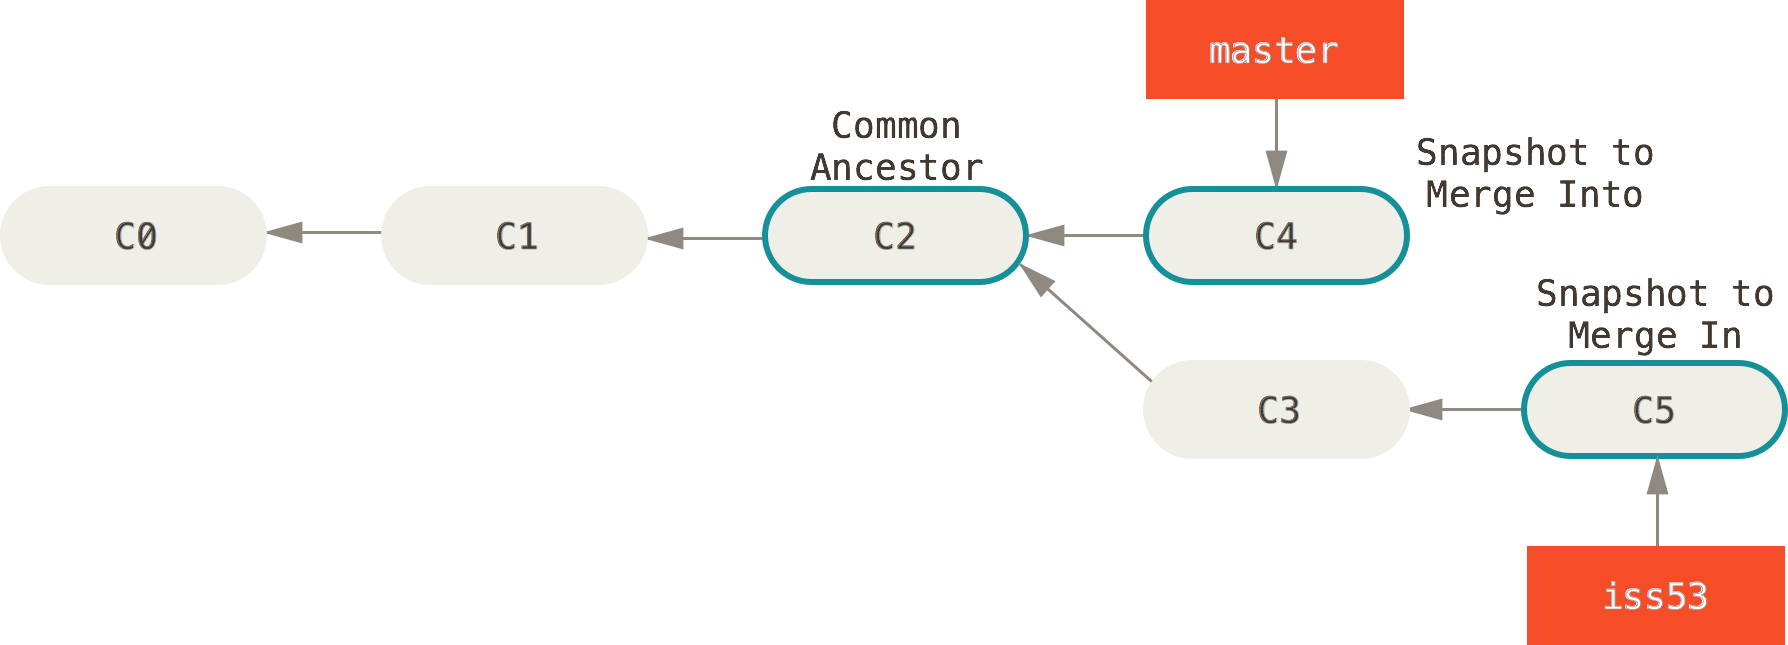 master
Common
Ancestor
Snapshot to
Merge Into
C0
C1
C2
C4
Snapshot to
Merge In
C3
C5
iss53